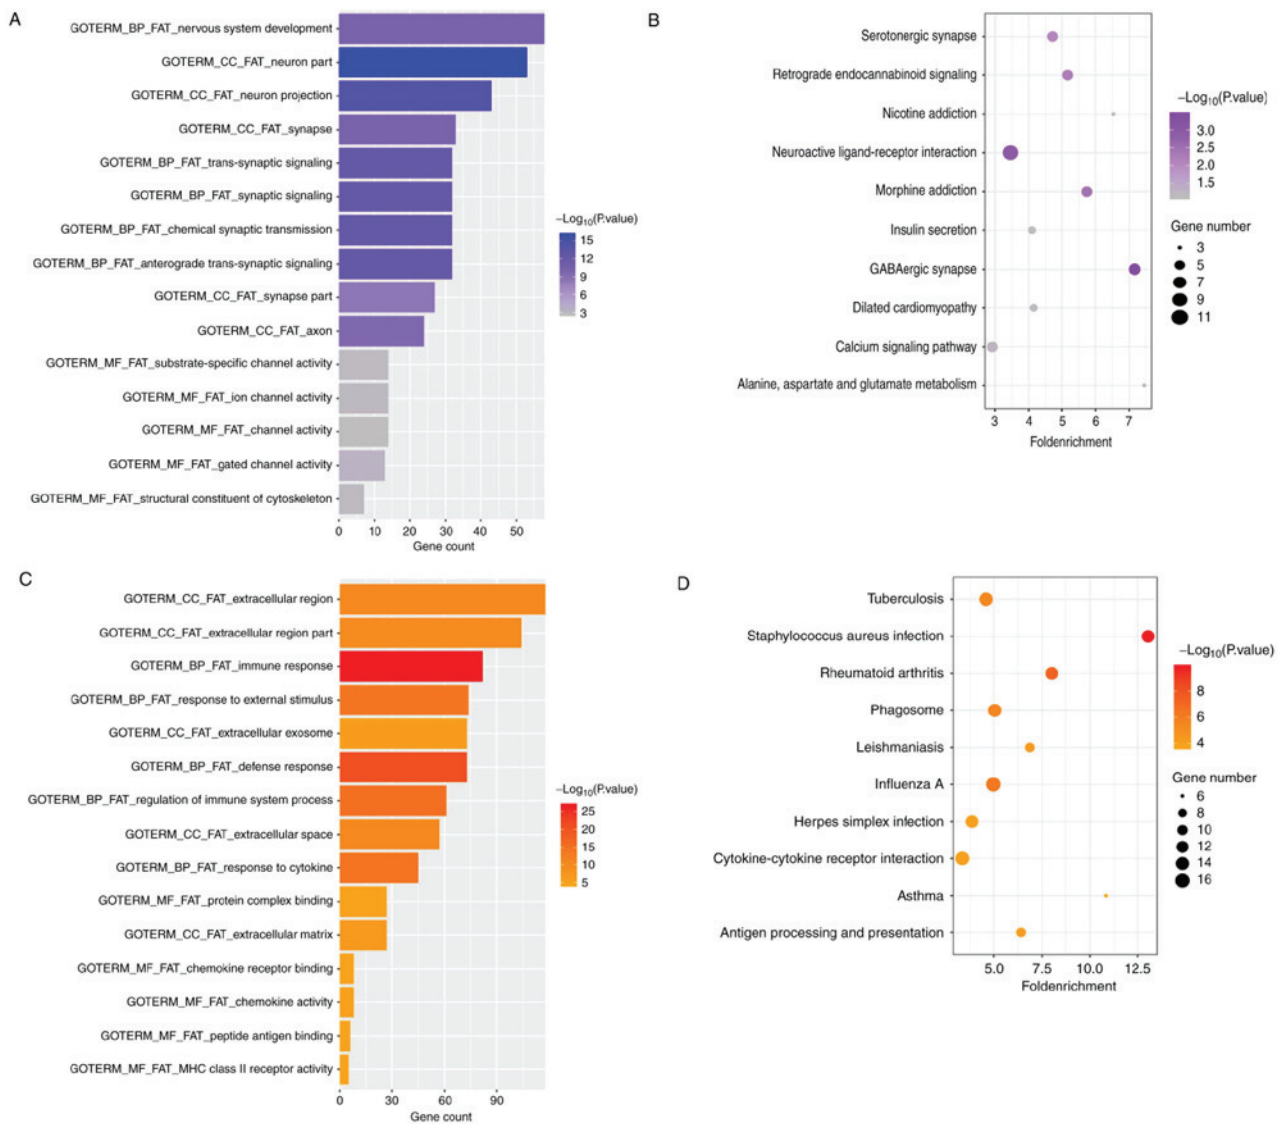 A
GOTERM_BP_FAT_nervous system development
GOTERM_CC_FAT_neuron part
GOTERM_CC_FAT_neuron projection
GOTERM_CC_FAT_synapse
GOTERM_BP_FAT_trans-synaptic signaling
GOTERM_BP_FAT_synaptic signaling
GOTERM_BP_FAT_chemical synaptic transmission
GOTERM_BP_FAT_anterograde trans-synaptic signaling
GOTERM_CC_FAT_synapse part
GOTERM_CC_FAT_axon
GOTERM_MF_FAT_substrate-specific channel activity
GOTERM_MF_FAT_ion channel activity
GOTERM_MF_FAT_channel activity
GOTERM_MF_FAT_gated channel activity
GOTERM_MF_FAT_structural constituent of cytoskeleton
0 10 20 30 40 50
Gene count
–Log10(P.value)
15
12
9
6
3
B
Serotonergic synapse
Retrograde endocannabinoid signaling
Nicotine addiction
Neuroactive ligand-receptor interaction
Morphine addiction
Insulin secretion
GABAergic synapse
Dilated cardiomyopathy
Calcium signaling pathway
Alanine, aspartate and glutamate metabolism
3 4 5 6 7
Foldenrichment
–Log10(P.value)
3.0
2.5
2.0
1.5
Gene number
3
5
7
9
11
C
GOTERM_CC_FAT_extracellular region
GOTERM_CC_FAT_extracellular region part
GOTERM_BP_FAT_immune response
GOTERM_BP_FAT_response to external stimulus
GOTERM_CC_FAT_extracellular exosome
GOTERM_BP_FAT_defense response
GOTERM_BP_FAT_regulation of immune system process
GOTERM_CC_FAT_extracellular space
GOTERM_BP_FAT_response to cytokine
GOTERM_MF_FAT_protein complex binding
GOTERM_CC_FAT_extracellular matrix
GOTERM_MF_FAT_chemokine receptor binding
GOTERM_MF_FAT_chemokine activity
GOTERM_MF_FAT_peptide antigen binding
GOTERM_MF_FAT_MHC class II receptor activity
0 30 60 90
Gene count
–Log10(P.value)
25
20
15
10
5
D
Tuberculosis
Staphylococcus aureus infection
Rheumatoid arthritis
Phagosome
Leishmaniasis
Influenza A
Herpes simplex infection
Cytokine-cytokine receptor interaction
Asthma
Antigen processing and presentation
5.0 7.5 10.0 12.5
Foldenrichment
–Log10(P.value)
8
6
4
Gene number
6
8
10
12
14
16